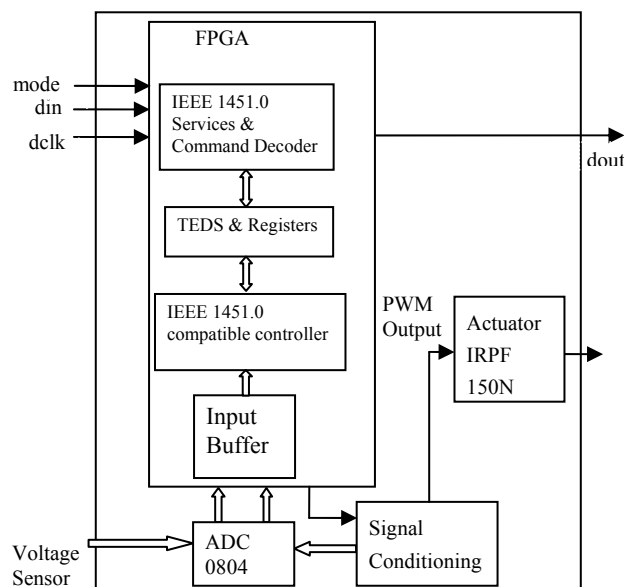 FPGA
mode
din
dclk
IEEE 1451.0
Services &
Command Decoder
dout
TEDS & Registers
IEEE 1451.0
compatible controller
PWM
Output
Actuator
IRPF
150N
Input
Buffer
Voltage
Sensor
ADC
0804
Signal
Conditioning